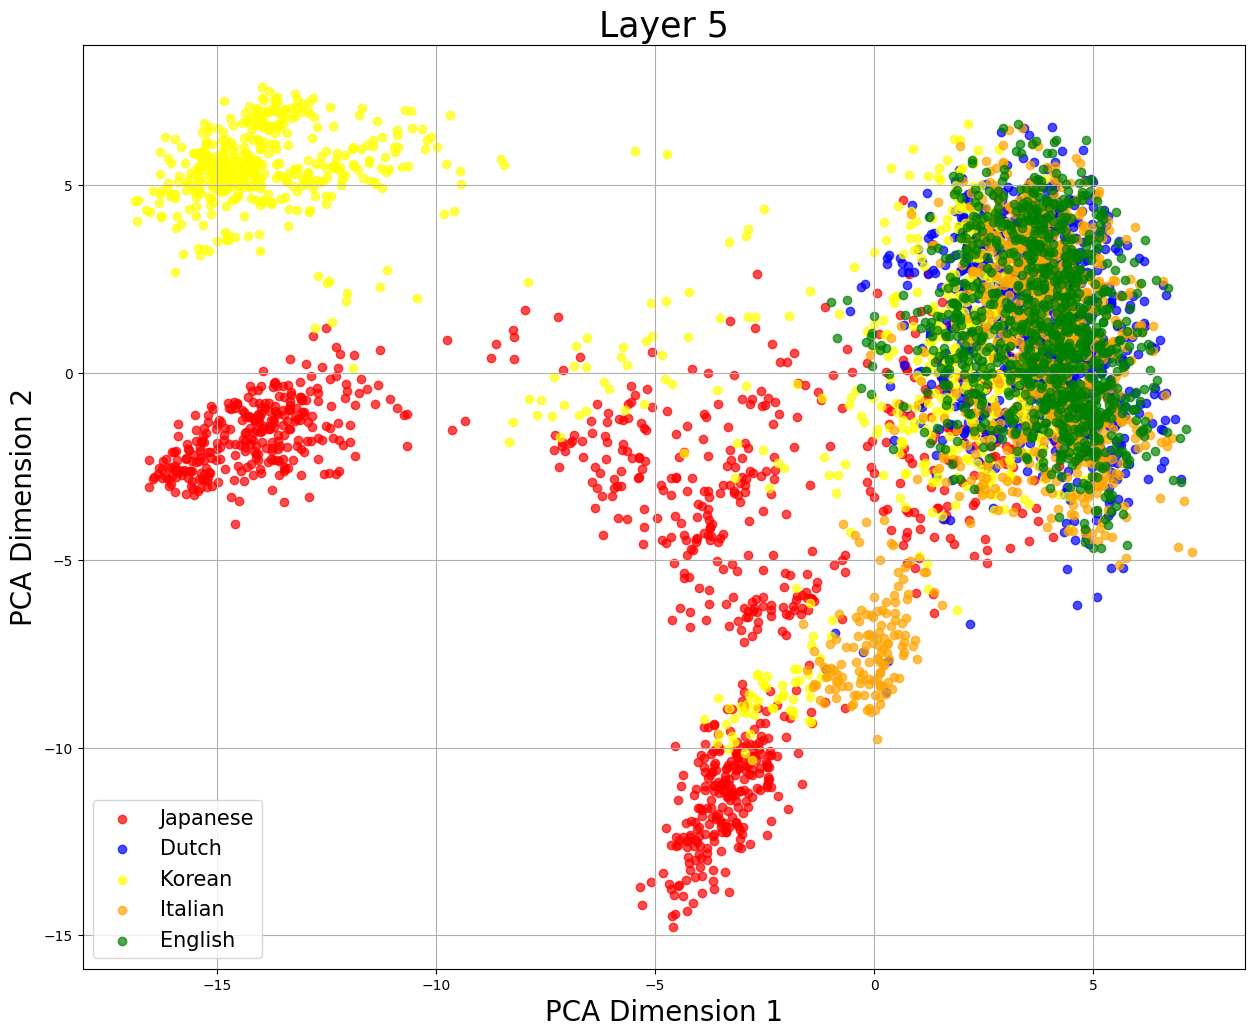 Layer 5
PCA Dimension 2
5
0
−5
−10
−15
Japanese
Dutch
Korean
Italian
English
−15
−10
−5
0
5
PCA Dimension 1